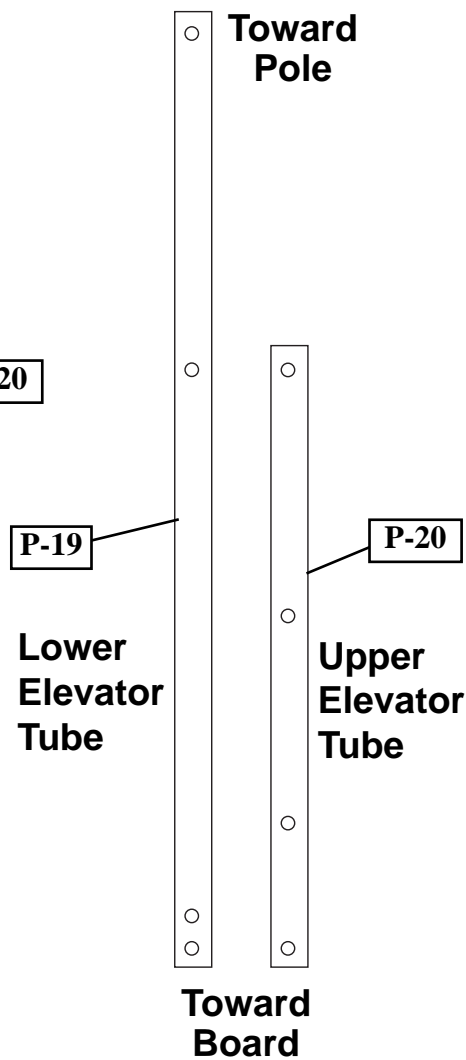 Toward
Pole
20
P-19
P-20
Lower
Elevator
Tube
Upper
Elevator
Tube
Toward
Board